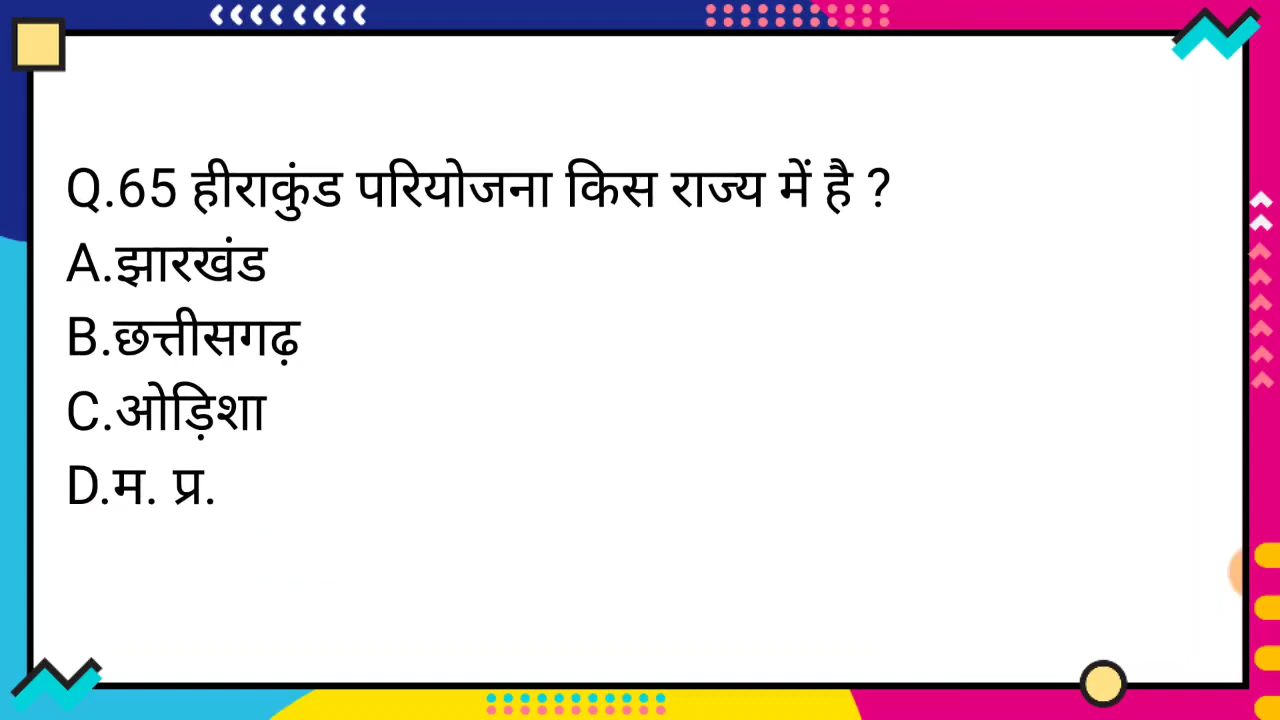 Q.65 हीराकुंड परियोजना किस राज्य में है ?
A.झारखंड
B.छत्तीसगढ़
C.ओड़िशा
D.म. प्र.